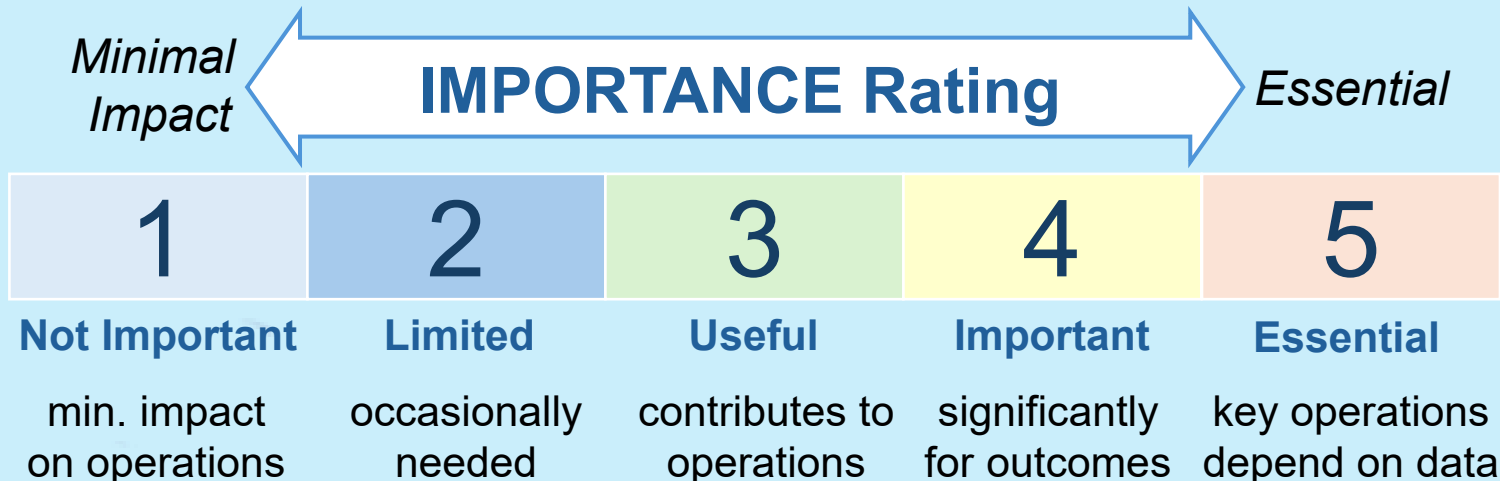 Minimal
Impact
IMPORTANCE Rating
Essential
1 2 3 4 5
Not Important Limited Useful Important Essential
min. impact occasionally contributes to significantly key operations
on operations needed operations for outcomes depend on data